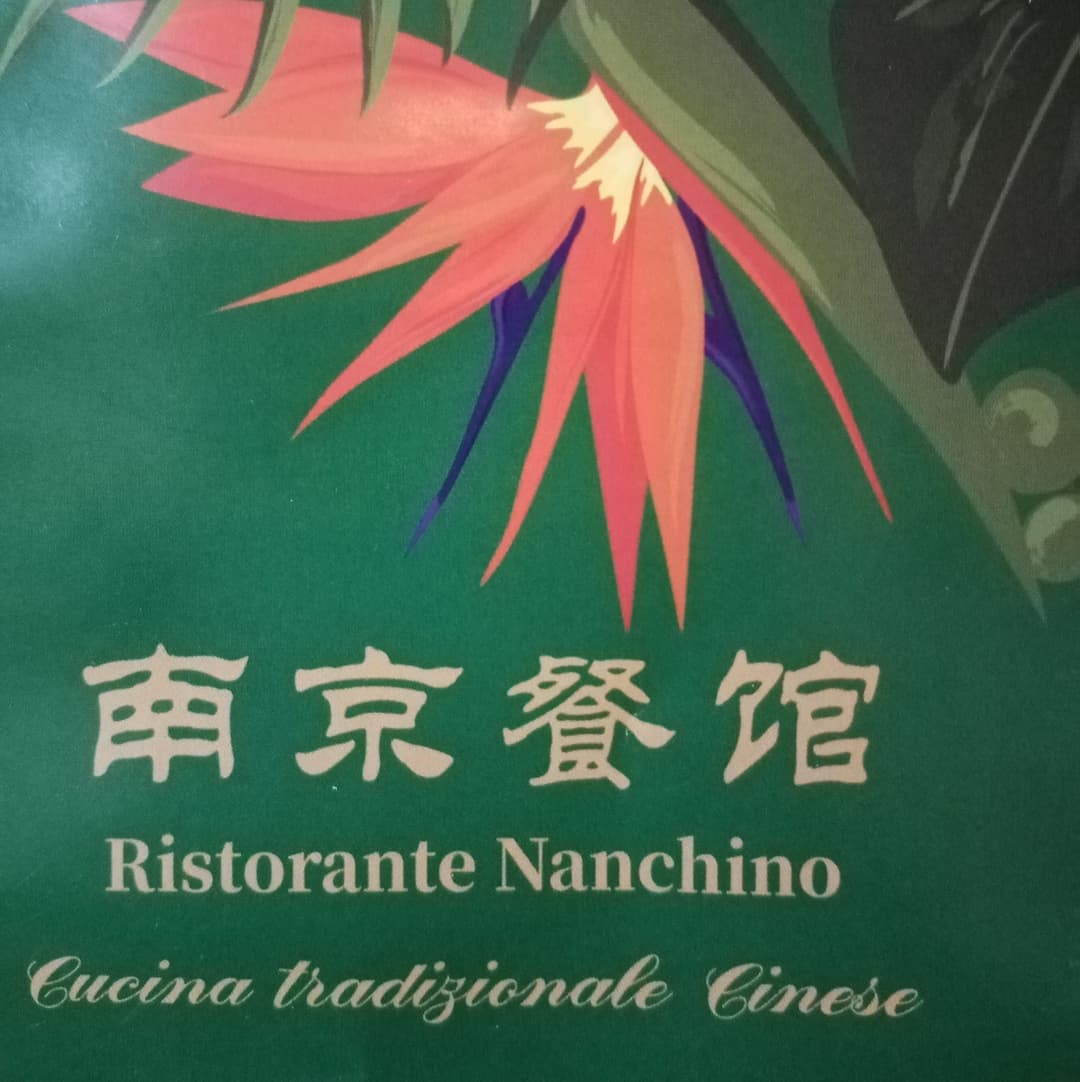 南京餐馆
Ristorante Nanchino
Cucina tradizionale Cinese